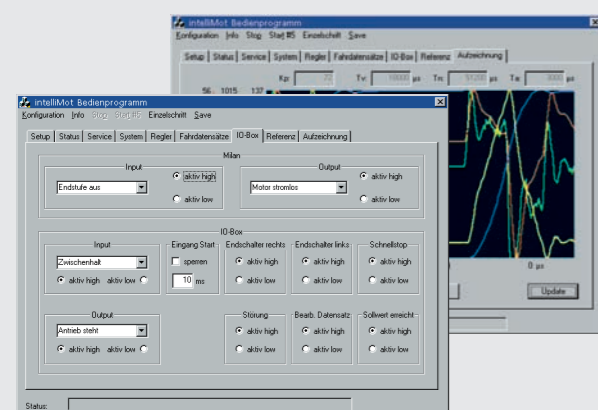 intelliMot Bedienprogramm
Konfiguration Info Stop Start #5 Einzelschritt Save
Setup Status Service System Regler Fahrdatensätze IO-Box Referenz Aufzeichnung
Kp: 72 Tv: 10000 µs Tn: 51200 µs Ta: 3000 µs
56. 1015 137
0 µs
Update
intelliMot Bedienprogramm
Konfiguration Info Stop Start #5 Einzelschritt Save
Setup Status Service System Regler Fahrdatensätze IO-Box Referenz Aufzeichnung
Milan
Input Output
Endstufe aus aktiv high Motor stromlos aktiv high
aktiv low aktiv low
IO-Box
Input Eingang Start Endschalter rechts Endschalter links Schnellstop
Zwischenhalt sperren aktiv high aktiv high aktiv high
aktiv high aktiv low 10 ms aktiv low aktiv low aktiv low
Output Störung Bearb. Datensatz Sollwert erreicht
Antrieb steht aktiv high aktiv high aktiv high
aktiv high aktiv low aktiv low aktiv low aktiv low
Status: